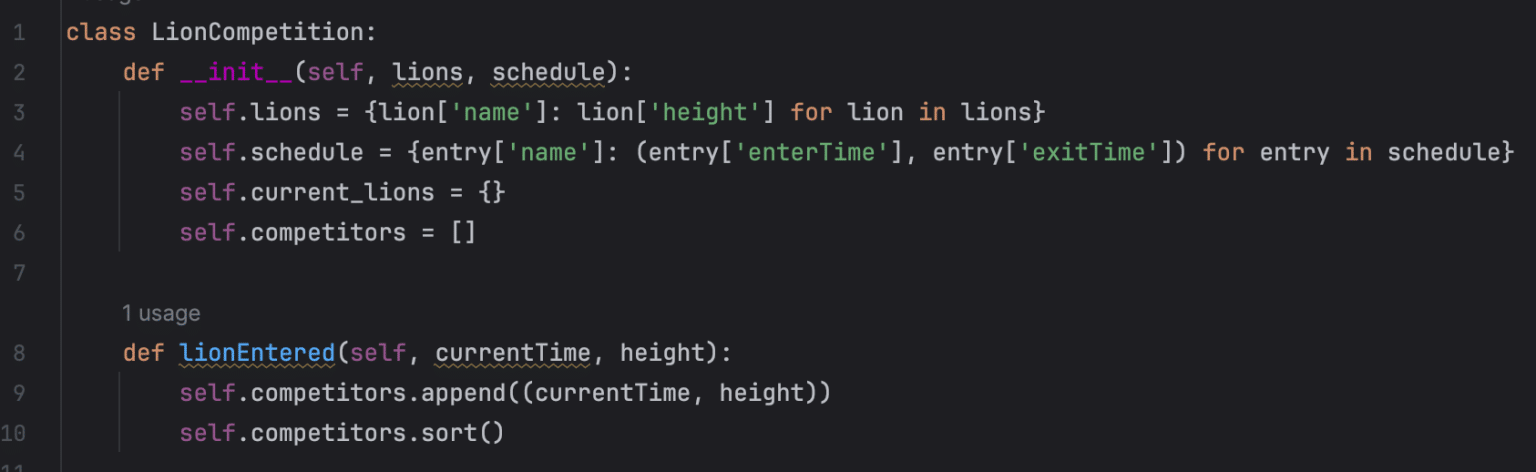 1 class LionCompetition:
2 def __init__(self, lions, schedule):
3 self.lions = {lion['name']: lion['height'] for lion in lions}
4 self.schedule = {entry['name']: (entry['enterTime'], entry['exitTime']) for entry in schedule}
5 self.current_lions = {}
6 self.competitors = []
7
1 usage
8 def lionEntered(self, currentTime, height):
9 self.competitors.append((currentTime, height))
10 self.competitors.sort()